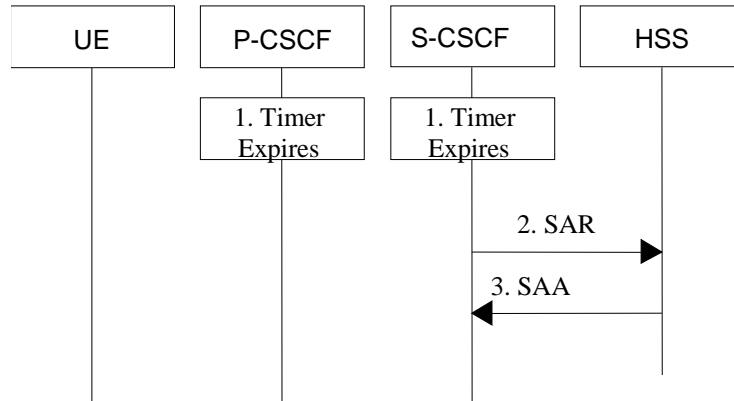 UE
P-CSCF
S-CSCF
HSS
1. Timer
Expires
1. Timer
Expires
2. SAR
3. SAA